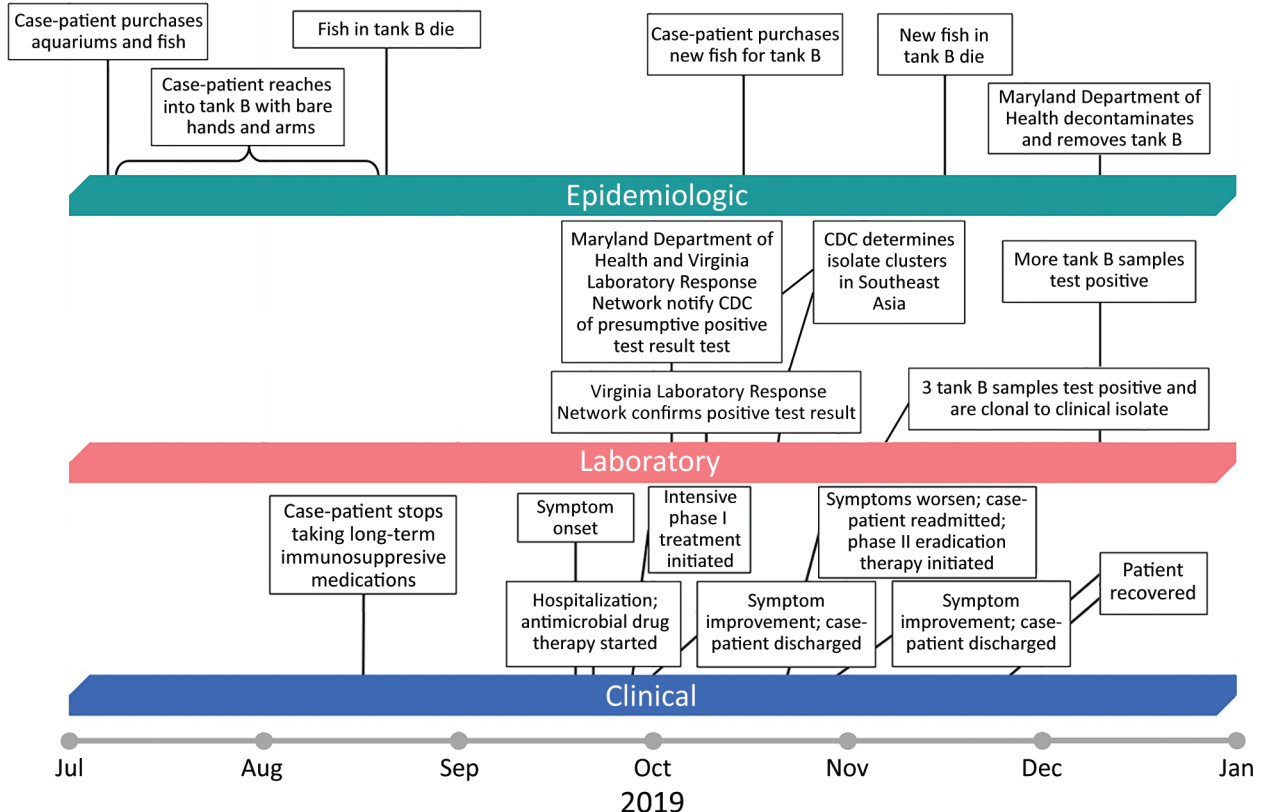 Case-patient purchases
aquariums and fish
Fish in tank B die
Case-patient reaches
into tank B with bare
hands and arms
Case-patient purchases
new fish for tank B
New fish in
tank B die
Maryland Department of
Health decontaminates
and removes tank B
Epidemiologic
Maryland Department of
Health and Virginia
Laboratory Response
Network notify CDC
of presumptive positive
test result test
CDC determines
isolate clusters
in Southeast
Asia
More tank B samples
test positive
Virginia Laboratory Response
Network confirms positive test result
3 tank B samples test positive and
are clonal to clinical isolate
Laboratory
Case-patient stops
taking long-term
immunosuppresive
medications
Symptom
onset
Intensive
phase I
treatment
initiated
Symptoms worsen; case-
patient readmitted;
phase II eradication
therapy initiated
Patient
recovered
Hospitalization;
antimicrobial drug
therapy started
Symptom
improvement; case-
patient discharged
Symptom
improvement; case-
patient discharged
Clinical
Jul Aug Sep Oct Nov Dec Jan
2019